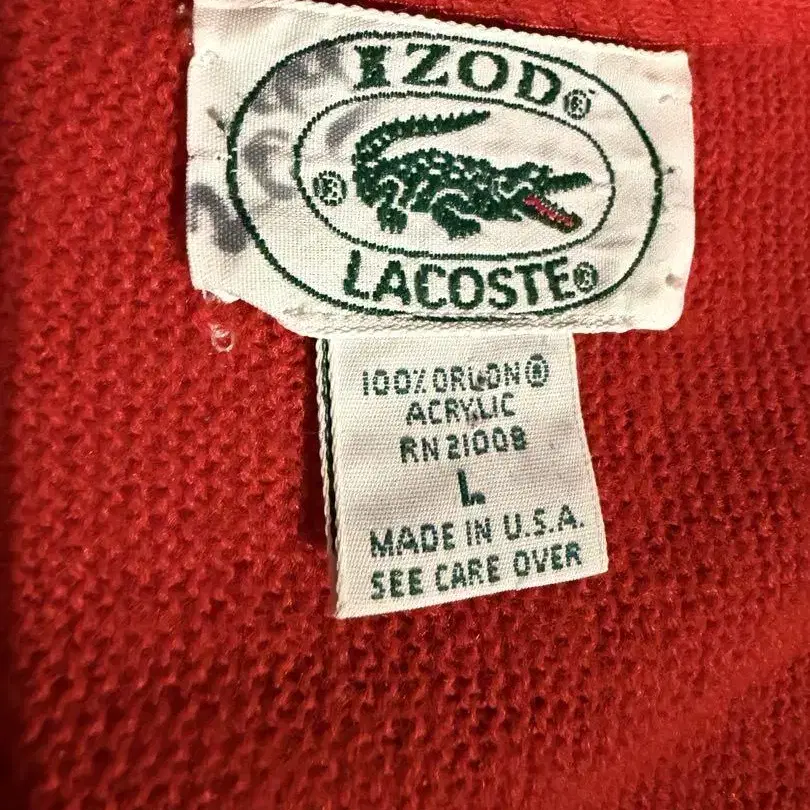 IZOD®
®
LACOSTE®
100% ORLON®
ACRYLIC
RN 21008
L
MADE IN U.S.A.
SEE CARE OVER